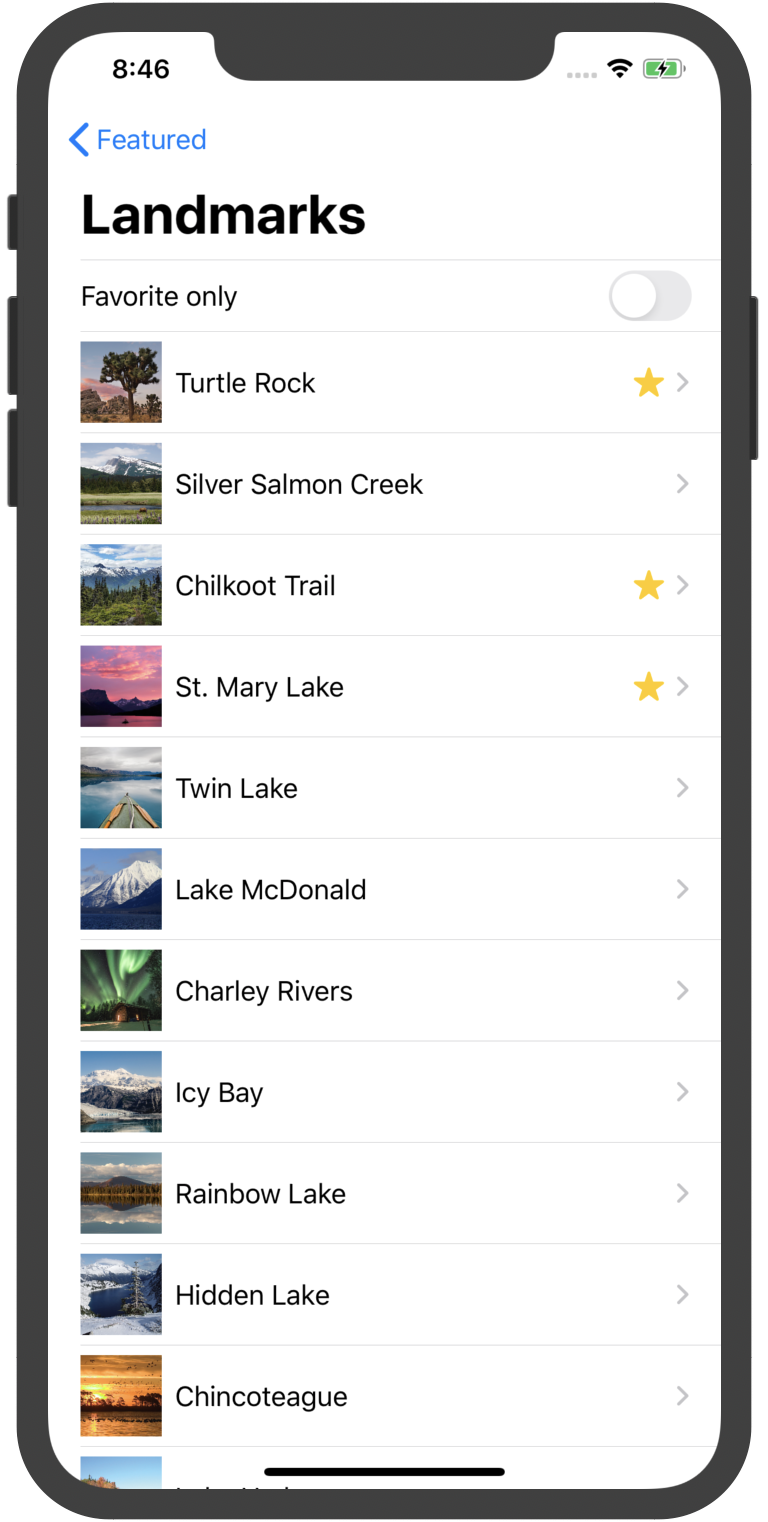 8:46
Featured
Landmarks
Favorite only
Turtle Rock
Silver Salmon Creek
Chilkoot Trail
St. Mary Lake
Twin Lake
Lake McDonald
Charley Rivers
Icy Bay
Rainbow Lake
Hidden Lake
Chincoteague